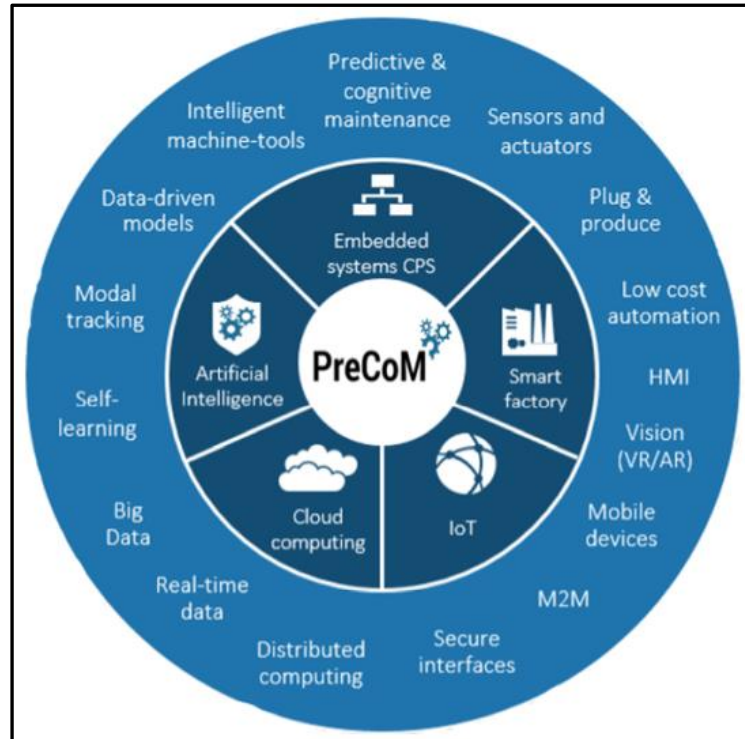 Predictive &
cognitive
maintenance
Sensors and
actuators
Plug &
produce
Low cost
automation
HMI
Vision
(VR/AR)
Mobile
devices
M2M
Secure
interfaces
Distributed
computing
Real-time
data
Big
Data
Self-
learning
Modal
tracking
Data-driven
models
Intelligent
machine-tools
Embedded
systems CPS
Smart
factory
IoT
Cloud
computing
Artificial
Intelligence
PreCoM